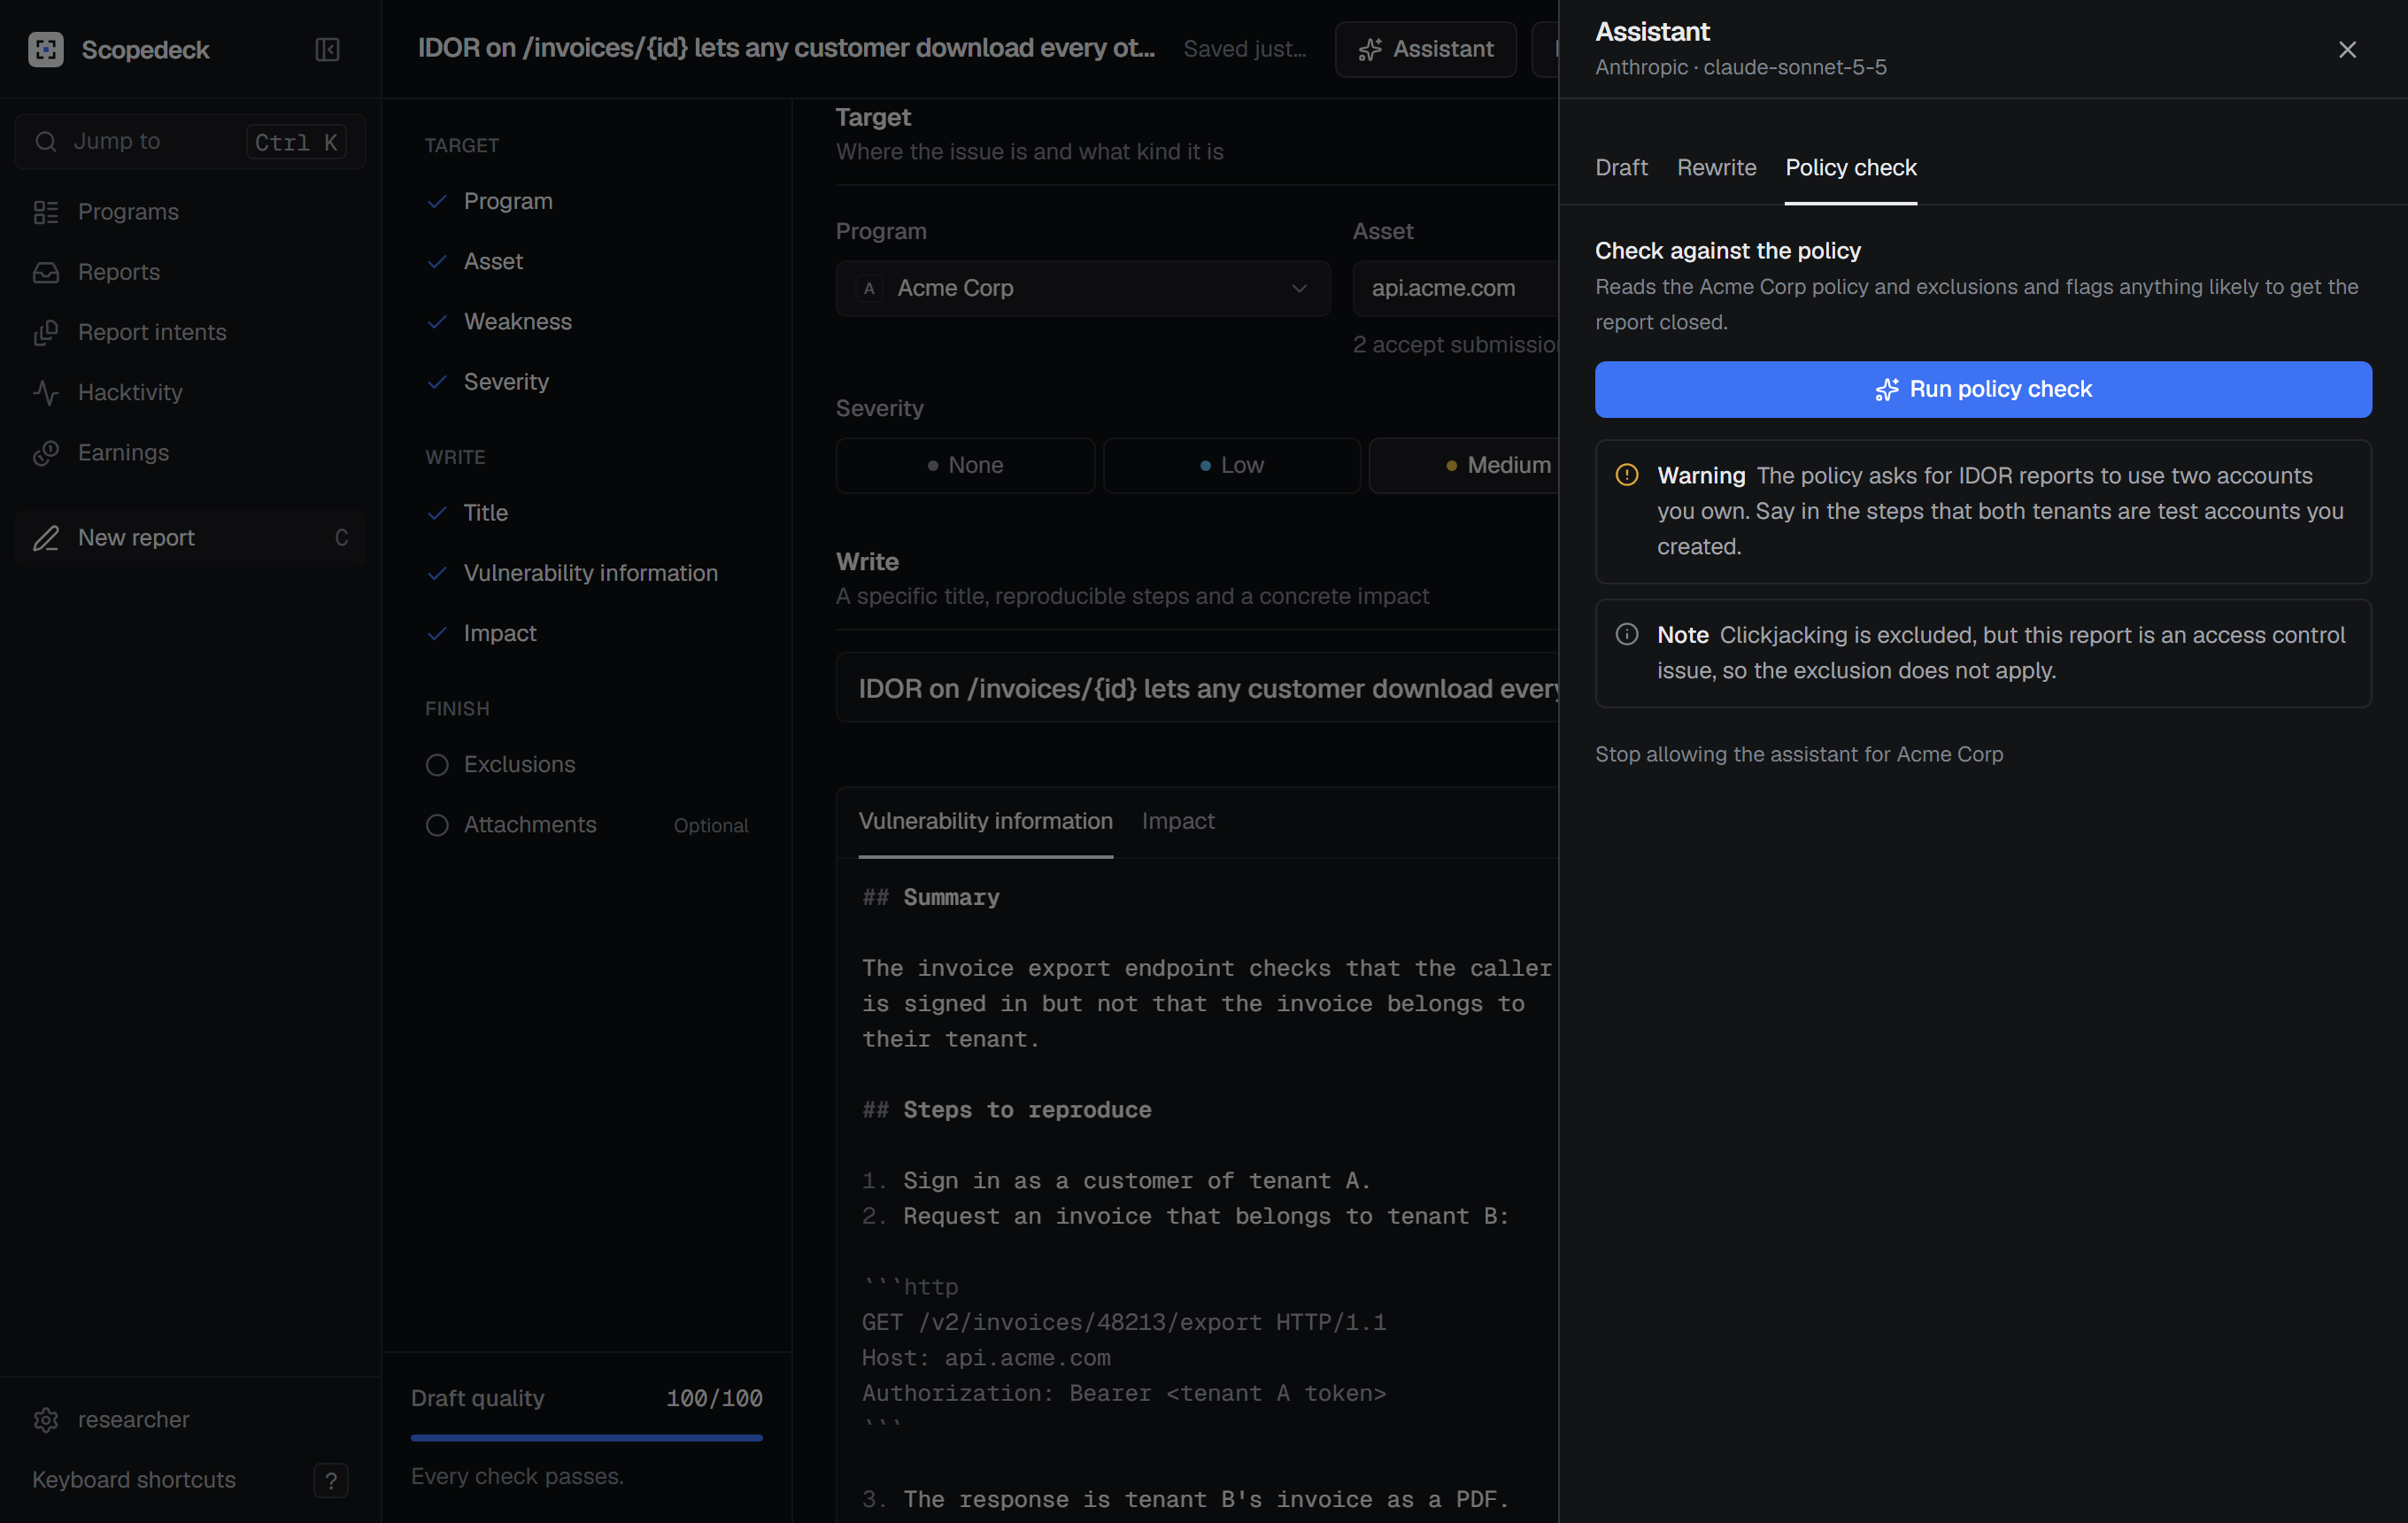 Scopedeck
Jump to
Ctrl K
Programs
Reports
Report intents
Hacktivity
Earnings
New report
C
researcher
Keyboard shortcuts
?
IDOR on /invoices/{id} lets any customer download every ot…
Saved just…
Assistant
TARGET
Program
Asset
Weakness
Severity
WRITE
Title
Vulnerability information
Impact
FINISH
Exclusions
Attachments
Optional
Draft quality
100/100
Every check passes.
Target
Where the issue is and what kind it is
Program
Asset
A
Acme Corp
api.acme.com
2 accept submission
Severity
None
Low
Medium
Write
A specific title, reproducible steps and a concrete impact
IDOR on /invoices/{id} lets any customer download every
Vulnerability information
Impact
## Summary
The invoice export endpoint checks that the caller
is signed in but not that the invoice belongs to
their tenant.
## Steps to reproduce
1. Sign in as a customer of tenant A.
2. Request an invoice that belongs to tenant B:
```http
GET /v2/invoices/48213/export HTTP/1.1
Host: api.acme.com
Authorization: Bearer <tenant A token>
```
3. The response is tenant B's invoice as a PDF.
Assistant
Anthropic · claude-sonnet-5-5
Draft
Rewrite
Policy check
Check against the policy
Reads the Acme Corp policy and exclusions and flags anything likely to get the
report closed.
Run policy check
Warning The policy asks for IDOR reports to use two accounts
you own. Say in the steps that both tenants are test accounts you
created.
Note Clickjacking is excluded, but this report is an access control
issue, so the exclusion does not apply.
Stop allowing the assistant for Acme Corp